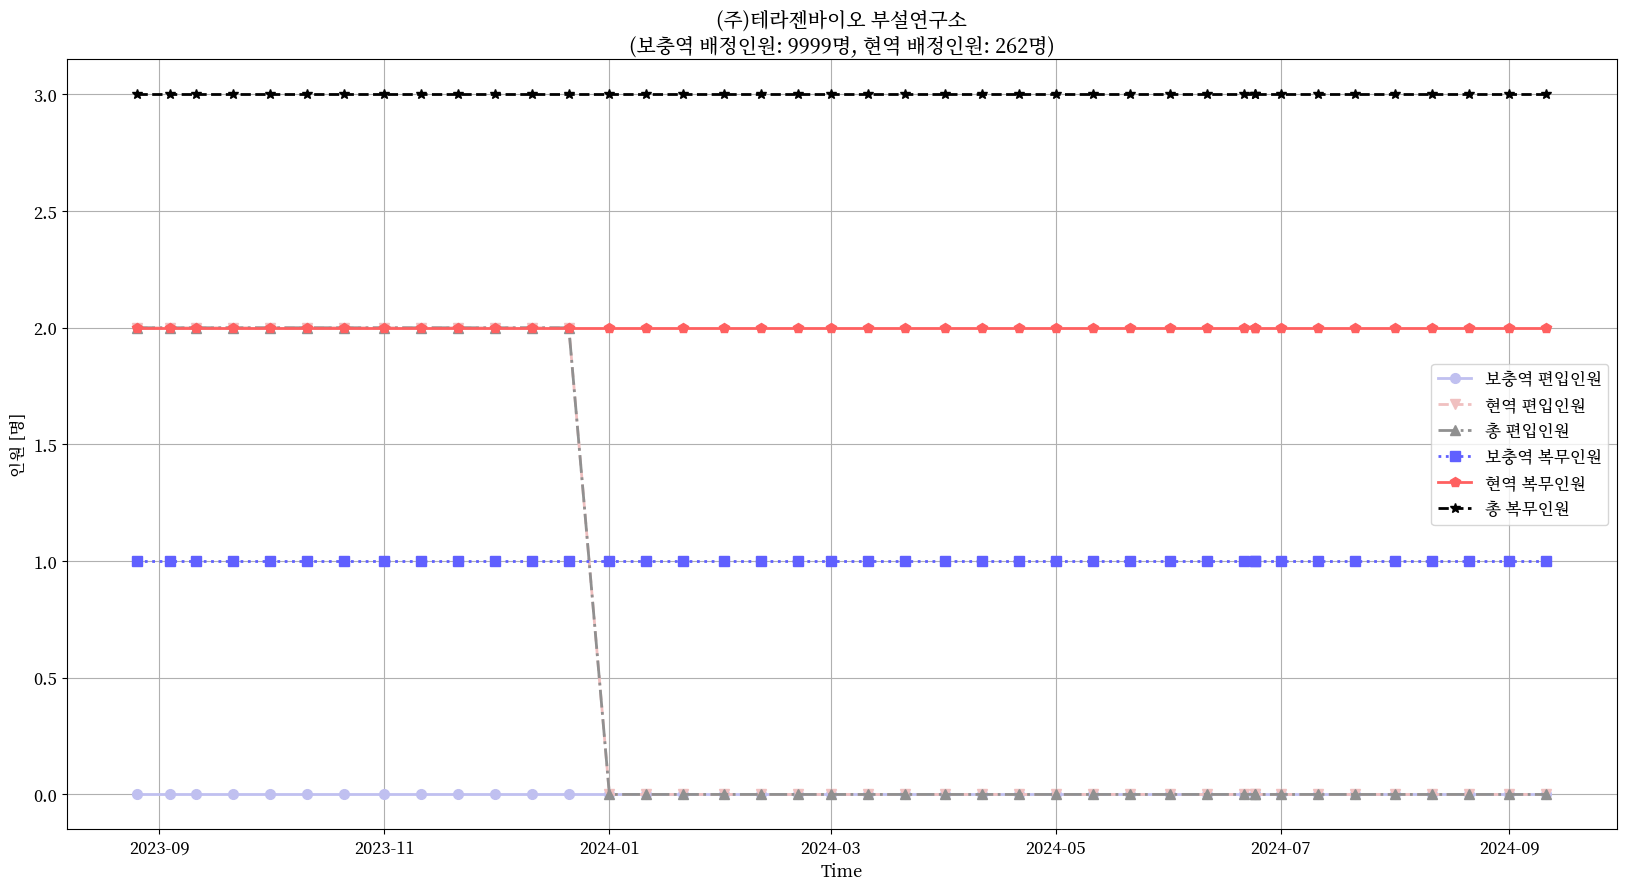 (주)테라젠바이오 부설연구소
(보충역 배정인원: 9999명, 현역 배정인원: 262명)
인원 [명]
3.0
2.5
2.0
1.5
1.0
0.5
0.0
보충역 편입인원
현역 편입인원
총 편입인원
보충역 복무인원
현역 복무인원
총 복무인원
2023-09 2023-11 2024-01 2024-03 2024-05 2024-07 2024-09
Time